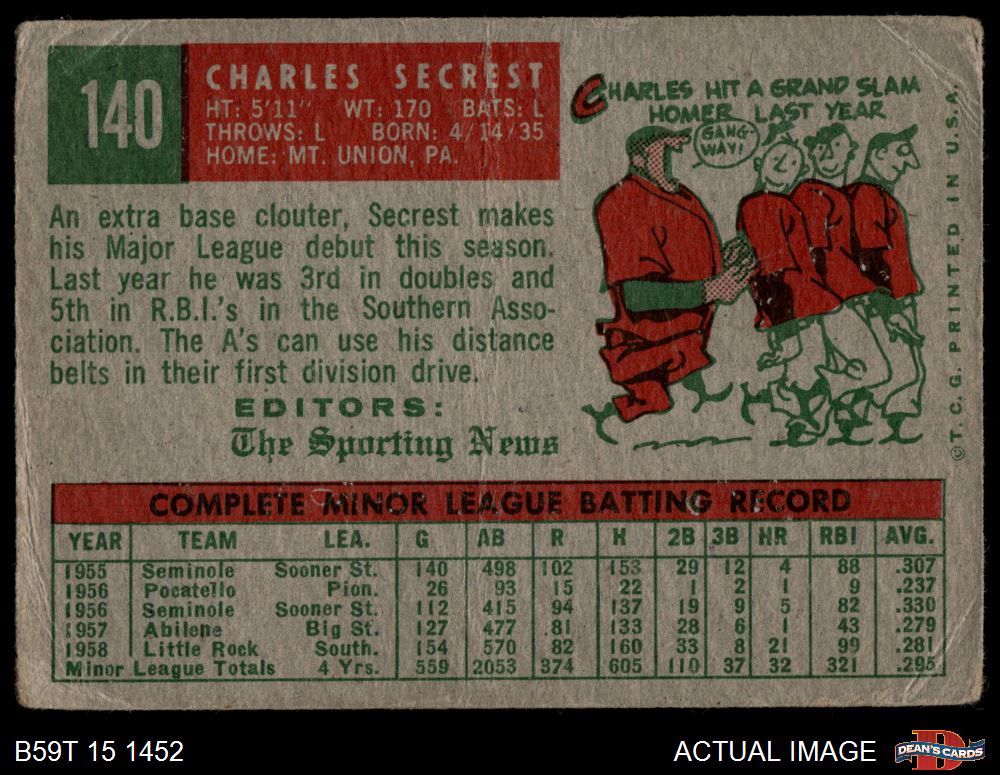 140
CHARLES SECREST
HT: 5'11" WT: 170 BATS: L
THROWS: L BORN: 4/14/35
HOME: MT. UNION, PA.
CHARLES HIT A GRAND SLAM
HOMER LAST YEAR
GANG-
WAY!
An extra base clouter, Secrest makes
his Major League debut this season.
Last year he was 3rd in doubles and
5th in R.B.I.'s in the Southern Asso-
ciation. The A's can use his distance
belts in their first division drive.
EDITORS:
The Sporting News
©T. C. G. PRINTED IN U.S.A.
COMPLETE MINOR LEAGUE BATTING RECORD
YEAR TEAM LEA. G AB R H 2B 3B HR RBI AVG.
1955 Seminole Sooner St. 140 498 102 153 29 12 4 88 .307
1956 Pocatello Pion. 26 93 15 22 1 2 1 9 .237
1956 Seminole Sooner St. 112 415 94 137 19 9 5 82 .330
1957 Abilene Big St. 127 477 81 133 28 6 1 43 .279
1958 Little Rock South. 154 570 82 160 33 8 21 99 .281
Minor League Totals 4 Yrs. 559 2053 374 605 110 37 32 321 .295
B59T 15 1452
ACTUAL IMAGE
DEAN'S CARDS